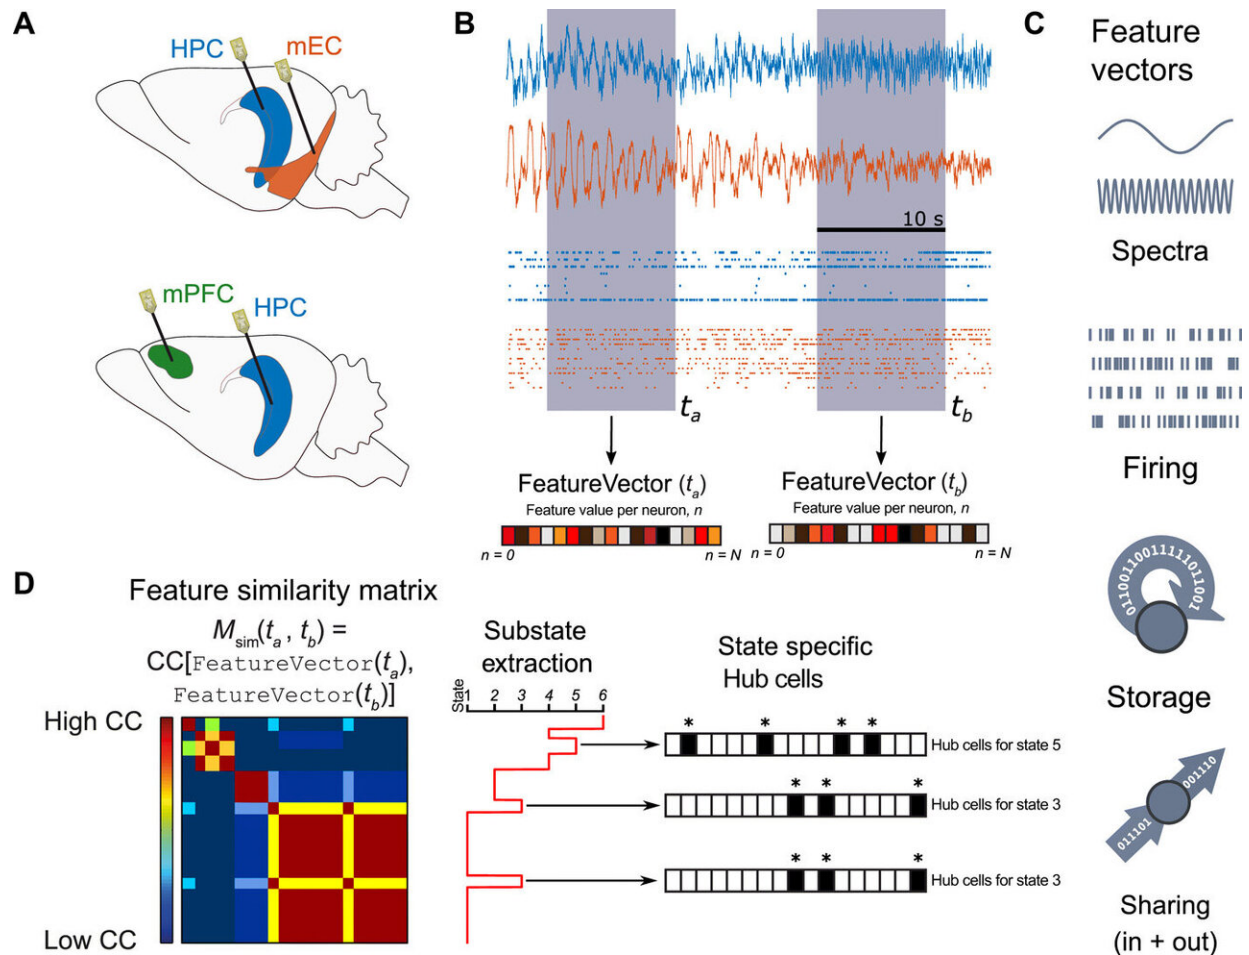 A
HPC
mEC
mPFC
HPC
B
10 s
t_a
t_b
FeatureVector (t_a)
Feature value per neuron, n
n = 0
n = N
FeatureVector (t_b)
Feature value per neuron, n
n = 0
n = N
C
Feature
vectors
Spectra
Firing
01100110011111011001
Storage
011101
001110
Sharing
(in + out)
D
Feature similarity matrix
M_sim(t_a , t_b) =
CC[FeatureVector(t_a),
FeatureVector(t_b)]
High CC
Low CC
Substate
extraction
State
1 2 3 4 5 6
State specific
Hub cells
* * * *
Hub cells for state 5
* * *
Hub cells for state 3
* * *
Hub cells for state 3